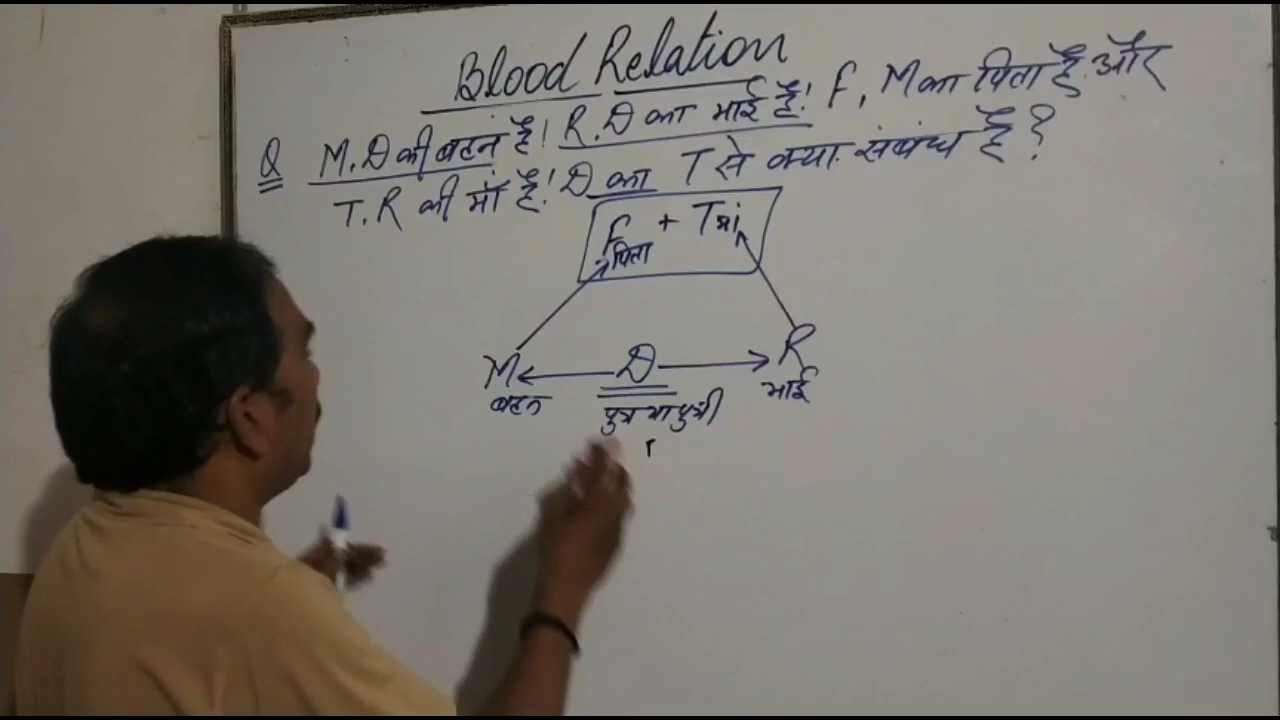 Blood Relation
Q M, D की बहन है! R, D का भाई है! F, M का पिता है और
T, R की माँ है! D का T से क्या संबंध है?
F + T माँ
पिता
M D R
बहन पुत्र या पुत्री भाई